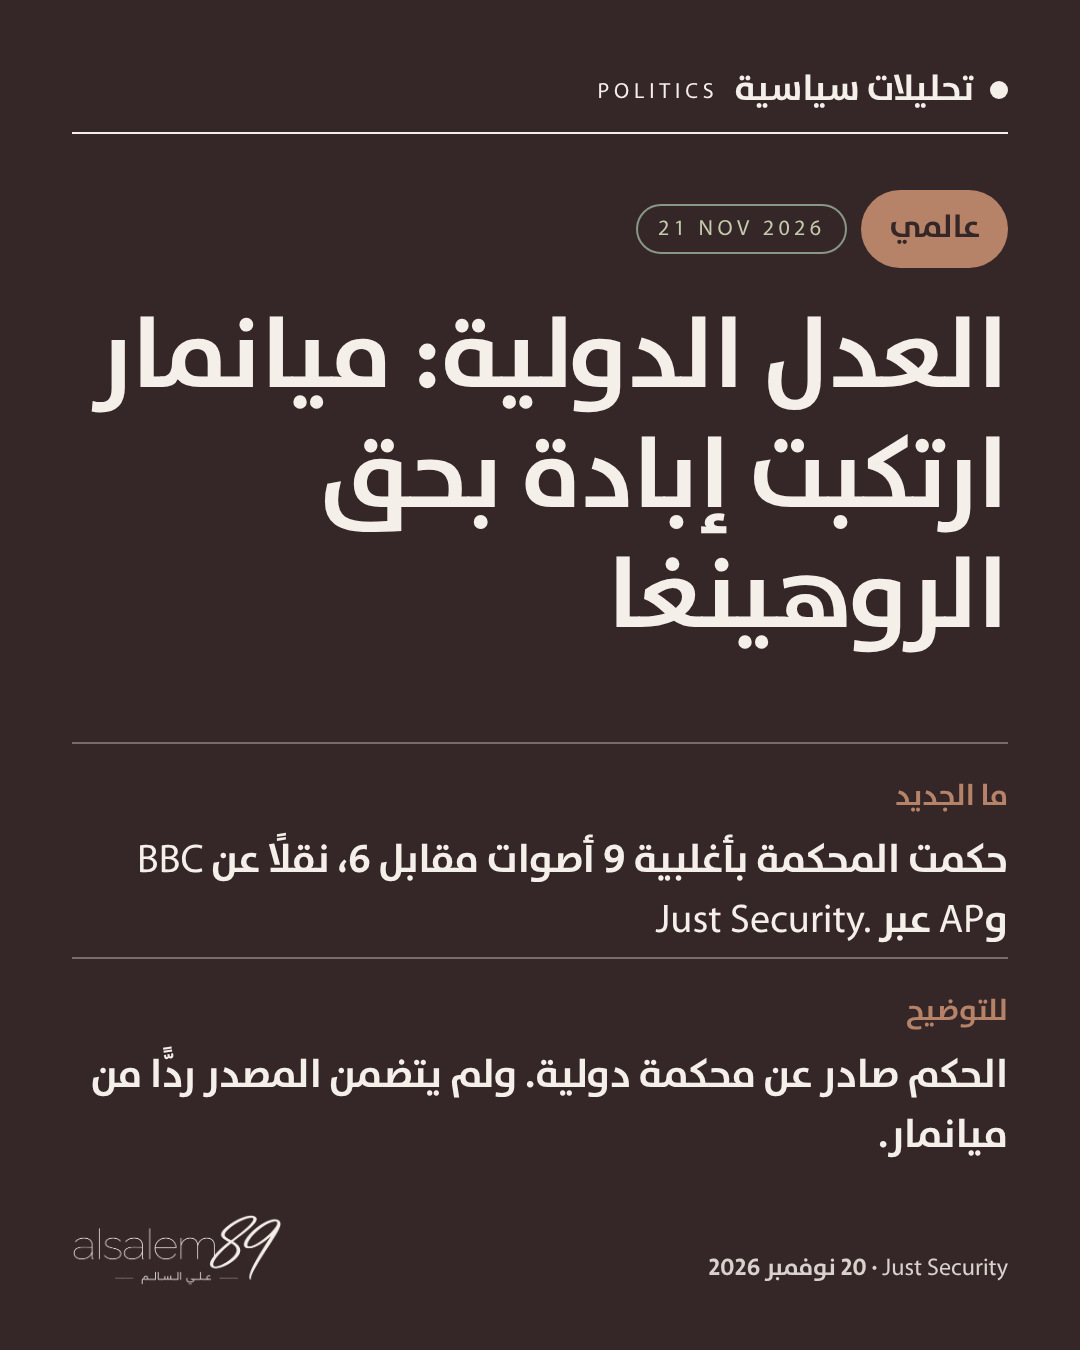 تحليلات سياسية POLITICS
عالمي 21 NOV 2026
العدل الدولية: ميانمار
ارتكبت إبادة بحق
الروهينغا
ما الجديد
حكمت المحكمة بأغلبية 9 أصوات مقابل 6، نقلًا عن BBC
وAP عبر Just Security.
للتوضيح
الحكم صادر عن محكمة دولية. ولم يتضمن المصدر ردًّا من
ميانمار.
Just Security · 20 نوفمبر 2026
alsalem89
علي السالم